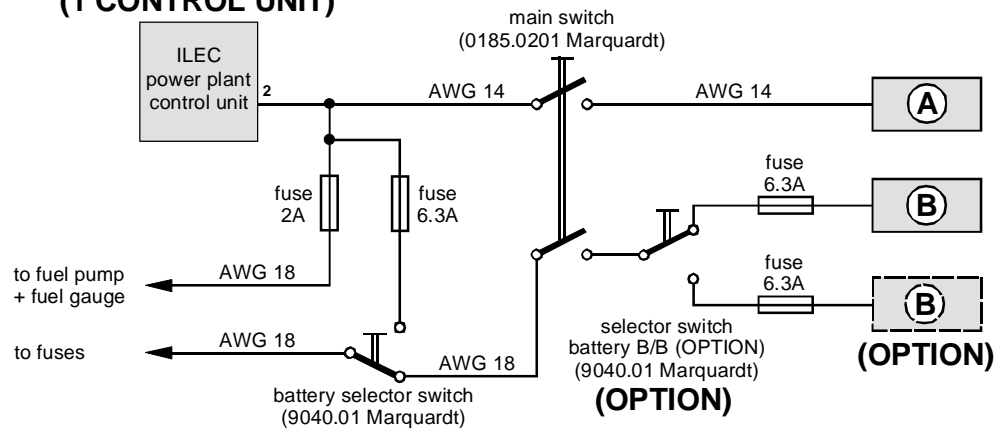 (1 CONTROL UNIT)
main switch
(0185.0201 Marquardt)
ILEC
power plant
control unit
2
AWG 14
AWG 14
A
fuse
2A
fuse
6.3A
fuse
6.3A
B
to fuel pump
+ fuel gauge
AWG 18
fuse
6.3A
B
(OPTION)
to fuses
AWG 18
AWG 18
selector switch
battery B/B (OPTION)
(9040.01 Marquardt)
(OPTION)
battery selector switch
(9040.01 Marquardt)